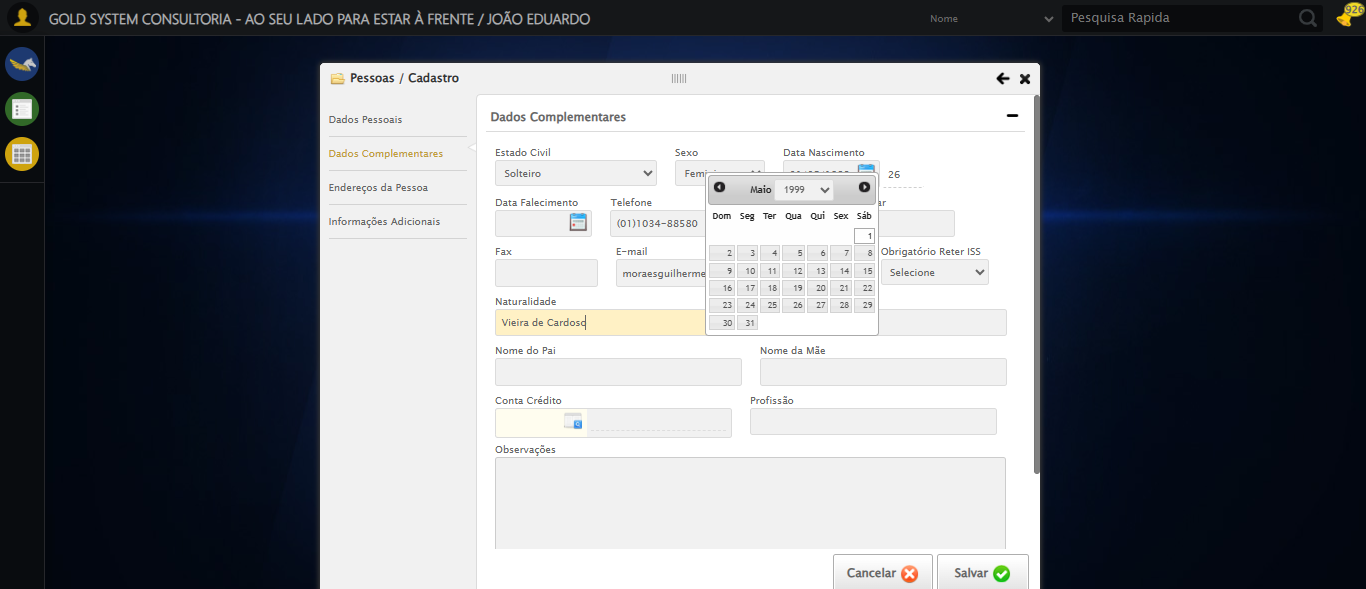 GOLD SYSTEM CONSULTORIA - AO SEU LADO PARA ESTAR À FRENTE / JOÃO EDUARDO
Nome
Pesquisa Rapida
926
Pessoas / Cadastro
Dados Pessoais
Dados Complementares
Endereços da Pessoa
Informações Adicionais
Dados Complementares
Estado Civil Sexo Data Nascimento
Solteiro 26
Data Falecimento Telefone
(01)1034-88580
Maio 1999
Dom Seg Ter Qua Qui Sex Sáb
1
2 3 4 5 6 7 8
9 10 11 12 13 14 15
16 17 18 19 20 21 22
23 24 25 26 27 28 29
30 31
Fax E-mail Obrigatório Reter ISS
moraesguilherme Selecione
Naturalidade
Vieira de Cardoso
Nome do Pai Nome da Mãe
Conta Crédito Profissão
Observações
Cancelar Salvar